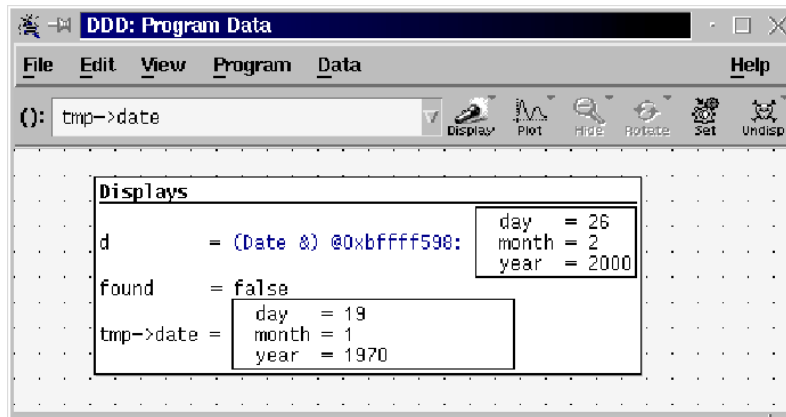 DDD: Program Data
File Edit View Program Data Help
(): tmp->date
Display Plot Hide Rotate Set Undisp
Displays
day = 26
d = (Date &) @0xbffff598: month = 2
year = 2000
found = false
day = 19
tmp->date = month = 1
year = 1970